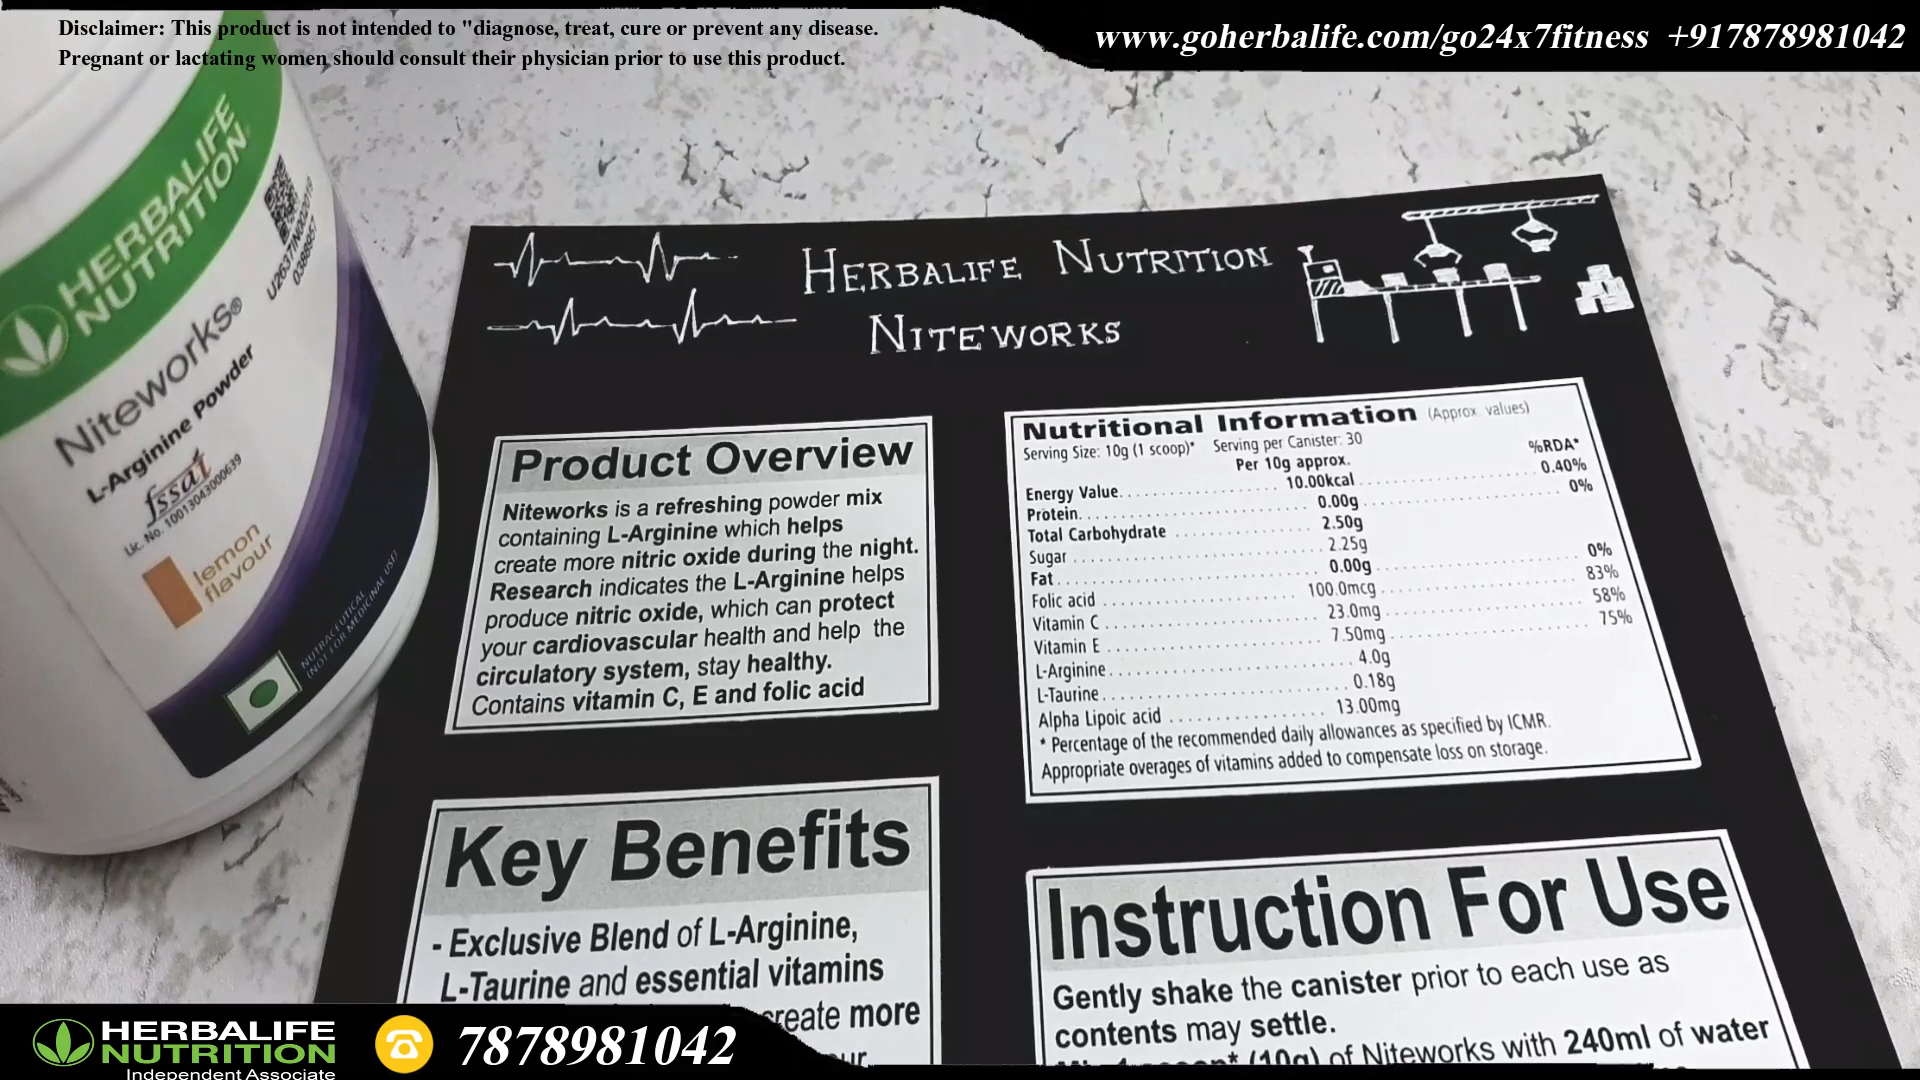 Disclaimer: This product is not intended to "diagnose, treat, cure or prevent any disease.
Pregnant or lactating women should consult their physician prior to use this product.
www.goherbalife.com/go24x7fitness +917878981042
HERBALIFE
NUTRITION
Niteworks®
L-Arginine Powder
fssai
Lic. No. 10013043000639
lemon
flavour
NUTRACEUTICAL
(NOT FOR MEDICINAL USE)
HERBALIFE NUTRITION
NITEWORKS
Product Overview
Niteworks is a refreshing powder mix
containing L-Arginine which helps
create more nitric oxide during the night.
Research indicates the L-Arginine helps
produce nitric oxide, which can protect
your cardiovascular health and help the
circulatory system, stay healthy.
Contains vitamin C, E and folic acid
Nutritional Information (Approx. values)
Serving Size: 10g (1 scoop)* Serving per Canister: 30
Per 10g approx. %RDA*
Energy Value 10.00kcal 0.40%
Protein 0.00g 0%
Total Carbohydrate 2.50g
Sugar 2.25g
Fat 0.00g 0%
Folic acid 100.0mcg 83%
Vitamin C 23.0mg 58%
Vitamin E 7.50mg 75%
L-Arginine 4.0g
L-Taurine 0.18g
Alpha Lipoic acid 13.00mg
* Percentage of the recommended daily allowances as specified by ICMR.
Appropriate overages of vitamins added to compensate loss on storage.
Key Benefits
- Exclusive Blend of L-Arginine,
L-Taurine and essential vitamins
create more
Instruction For Use
Gently shake the canister prior to each use as
contents may settle.
(10g) of Niteworks with 240ml of water
HERBALIFE
NUTRITION
Independent Associate
7878981042